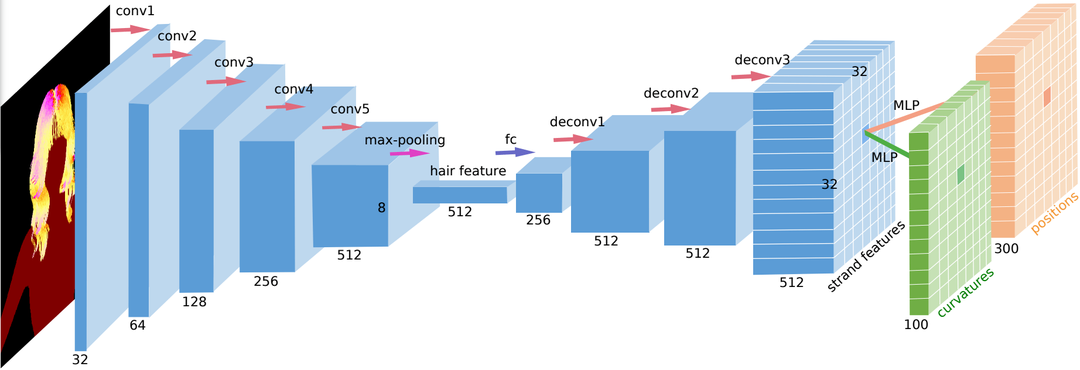 conv1
conv2
conv3
conv4
conv5
max-pooling
hair feature
fc
deconv1
deconv2
deconv3
MLP
MLP
32
64
128
256
512
8
512
256
512
512
512
32
32
strand features
100
curvatures
300
positions